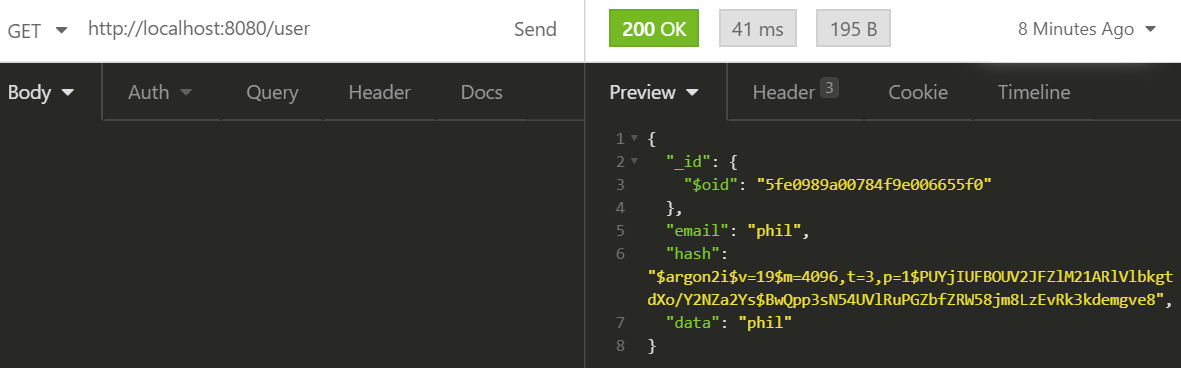 GET http://localhost:8080/user Send 200 OK 41 ms 195 B 8 Minutes Ago
Body Auth Query Header Docs Preview Header 3 Cookie Timeline
1 {
2 "_id": {
3 "$oid": "5fe0989a00784f9e006655f0"
4 },
5 "email": "phil",
6 "hash":
"$argon2i$v=19$m=4096,t=3,p=1$PUYjIUFBOUV2JFZlM21ARlVlbkgt
dXo/Y2NZa2Ys$BwQpp3sN54UVlRuPGZbfZRW58jm8LzEvRk3kdemgve8",
7 "data": "phil"
8 }